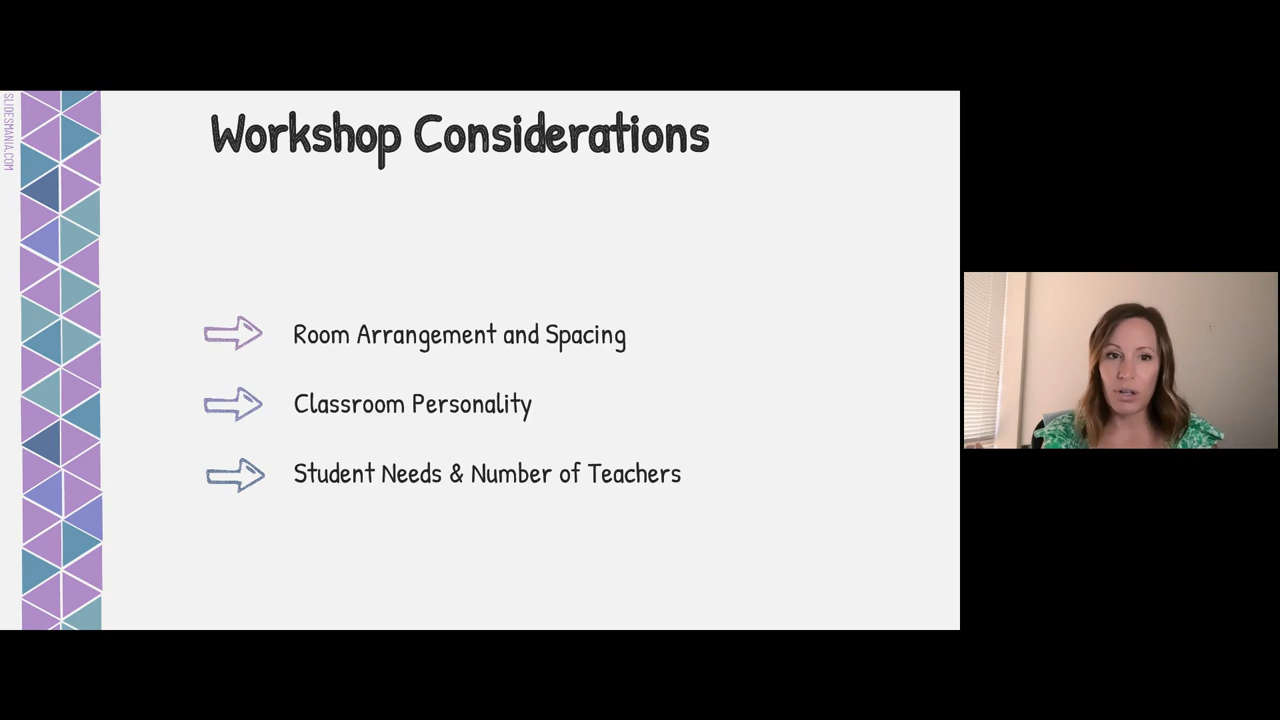 SLIDESMANIA.COM
Workshop Considerations
Room Arrangement and Spacing
Classroom Personality
Student Needs & Number of Teachers